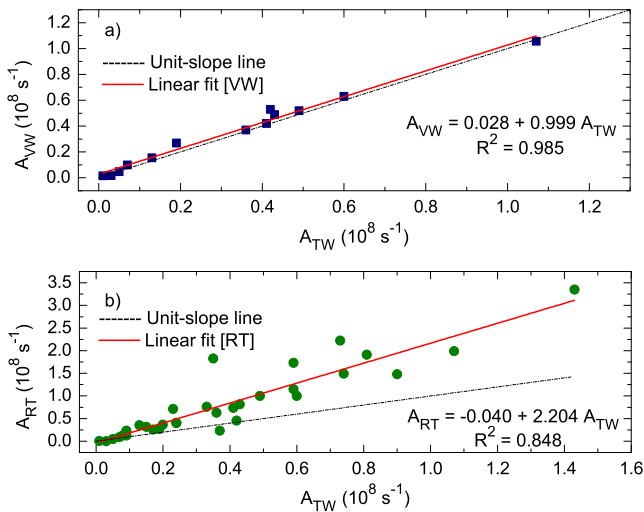 a)
Unit-slope line
Linear fit [VW]
A_VW = 0.028 + 0.999 A_TW
R² = 0.985
A_VW (10⁸ s⁻¹)
1.2
1.0
0.8
0.6
0.4
0.2
0.0
0.0 0.2 0.4 0.6 0.8 1.0 1.2
A_TW (10⁸ s⁻¹)
b)
Unit-slope line
Linear fit [RT]
A_RT = -0.040 + 2.204 A_TW
R² = 0.848
A_RT (10⁸ s⁻¹)
3.5
3.0
2.5
2.0
1.5
1.0
0.5
0.0
0.0 0.2 0.4 0.6 0.8 1.0 1.2 1.4 1.6
A_TW (10⁸ s⁻¹)